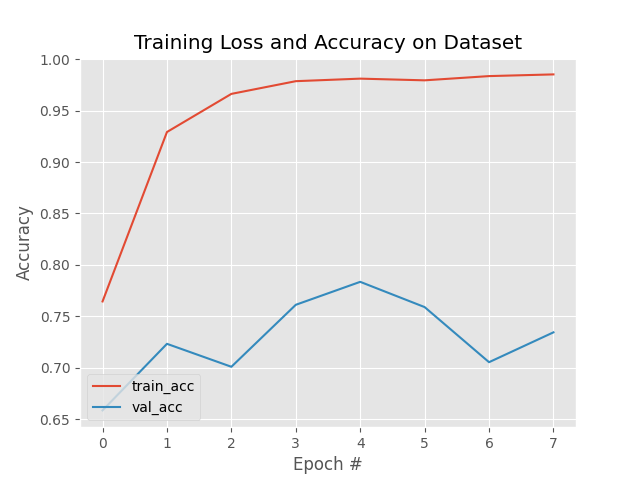 Training Loss and Accuracy on Dataset
1.00
0.95
0.90
0.85
0.80
0.75
0.70
0.65
Accuracy
train_acc
val_acc
0 1 2 3 4 5 6 7
Epoch #